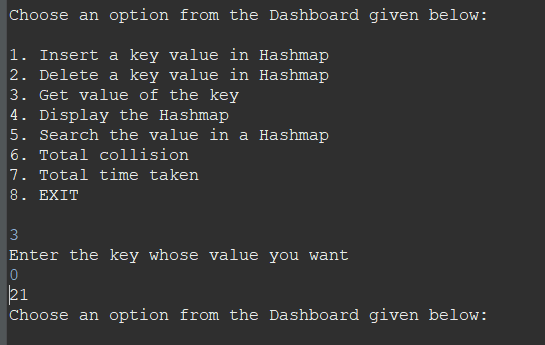 Choose an option from the Dashboard given below:
1. Insert a key value in Hashmap
2. Delete a key value in Hashmap
3. Get value of the key
4. Display the Hashmap
5. Search the value in a Hashmap
6. Total collision
7. Total time taken
8. EXIT
3
Enter the key whose value you want
0
21
Choose an option from the Dashboard given below: